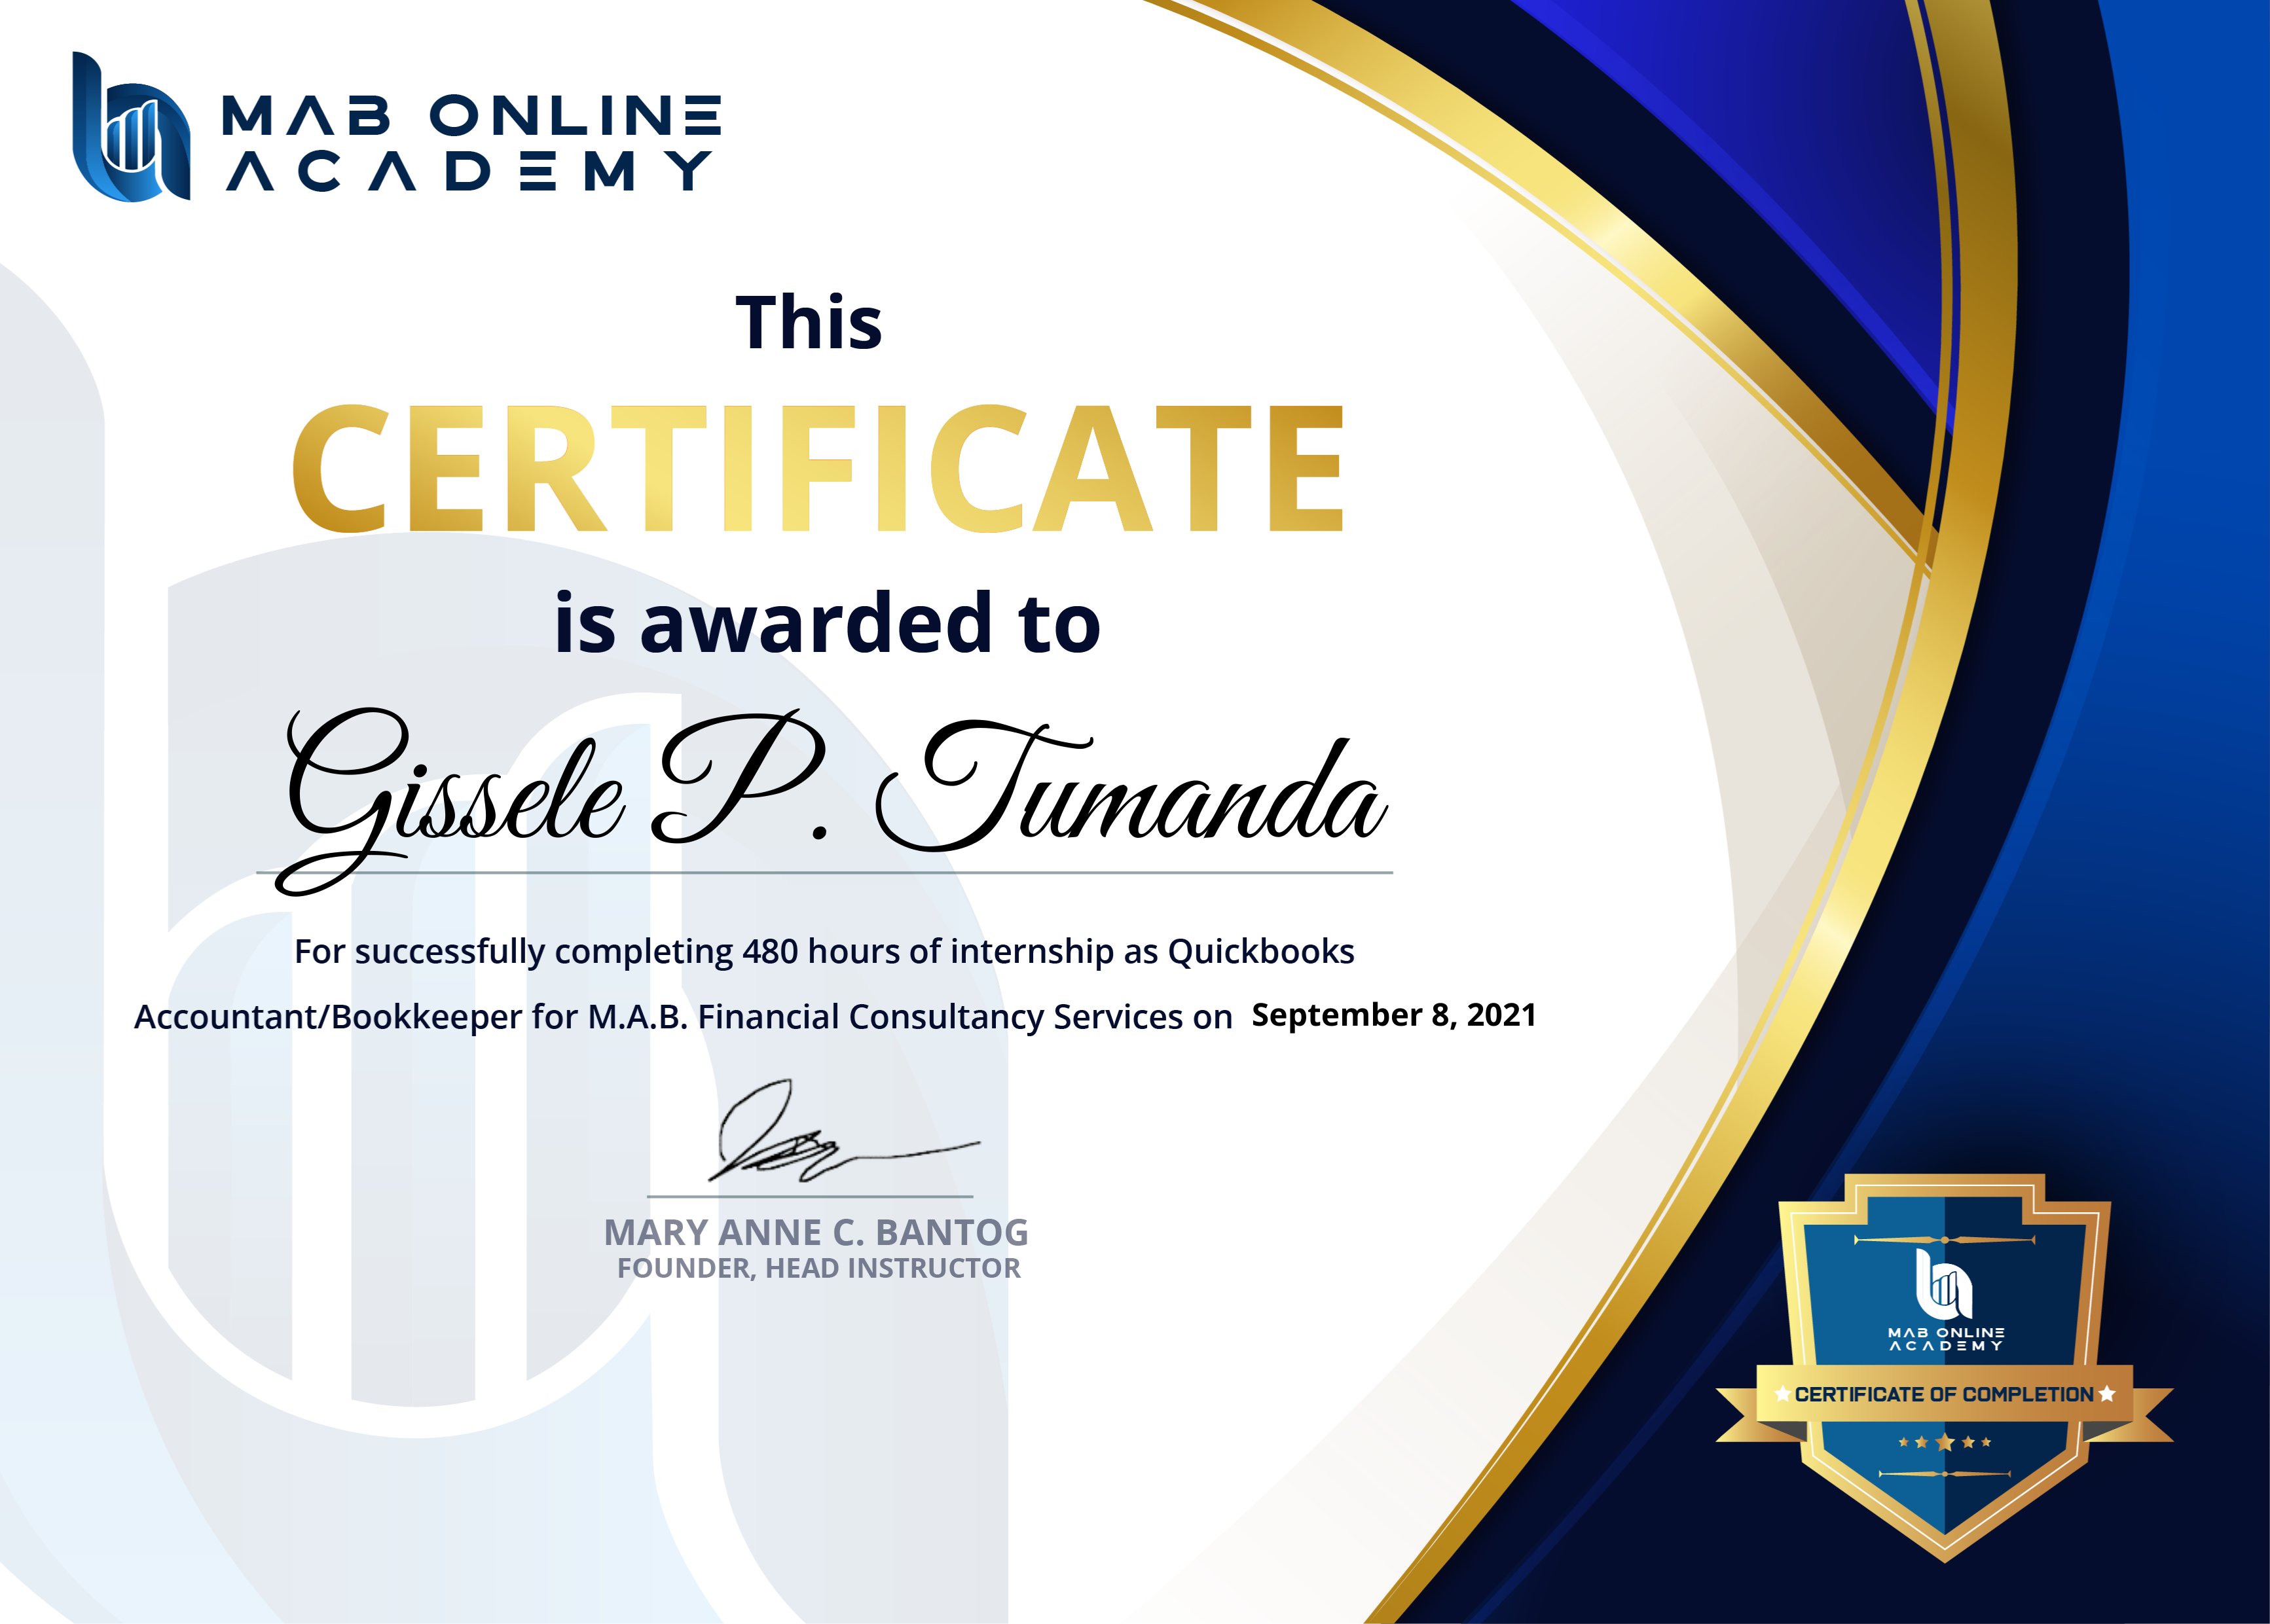 MAB ONLINE
ACADEMY
This
CERTIFICATE
is awarded to
Gissele P. Tumanda
For successfully completing 480 hours of internship as Quickbooks
Accountant/Bookkeeper for M.A.B. Financial Consultancy Services on September 8, 2021
MARY ANNE C. BANTOG
FOUNDER, HEAD INSTRUCTOR
MAB ONLINE
ACADEMY
CERTIFICATE OF COMPLETION